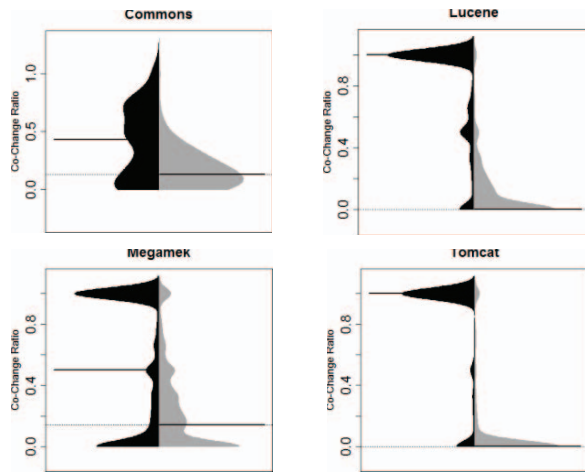 Commons
Co-Change Ratio
0.0
0.5
1.0
Lucene
Co-Change Ratio
0.0
0.4
0.8
Megamek
Co-Change Ratio
0.0
0.4
0.8
Tomcat
Co-Change Ratio
0.0
0.4
0.8